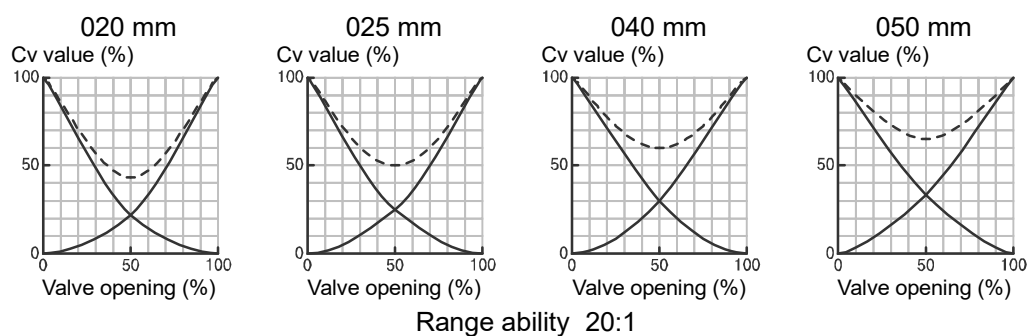 020 mm
Cv value (%)
100
50
0
0 50 100
Valve opening (%)
025 mm
Cv value (%)
100
50
0
0 50 100
Valve opening (%)
040 mm
Cv value (%)
100
50
0
0 50 100
Valve opening (%)
050 mm
Cv value (%)
100
50
0
0 50 100
Valve opening (%)
Range ability 20:1